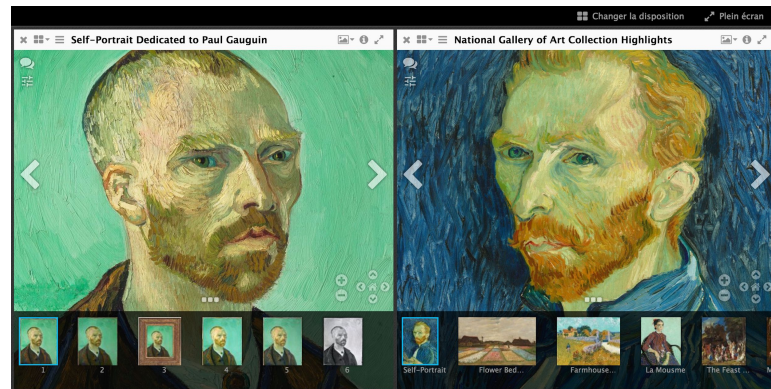 Changer la disposition
Plein écran
Self-Portrait Dedicated to Paul Gauguin
National Gallery of Art Collection Highlights
1
2
3
4
5
6
Self-Portrait
Flower Bed...
Farmhouse...
La Mousme
The Feast ...
M